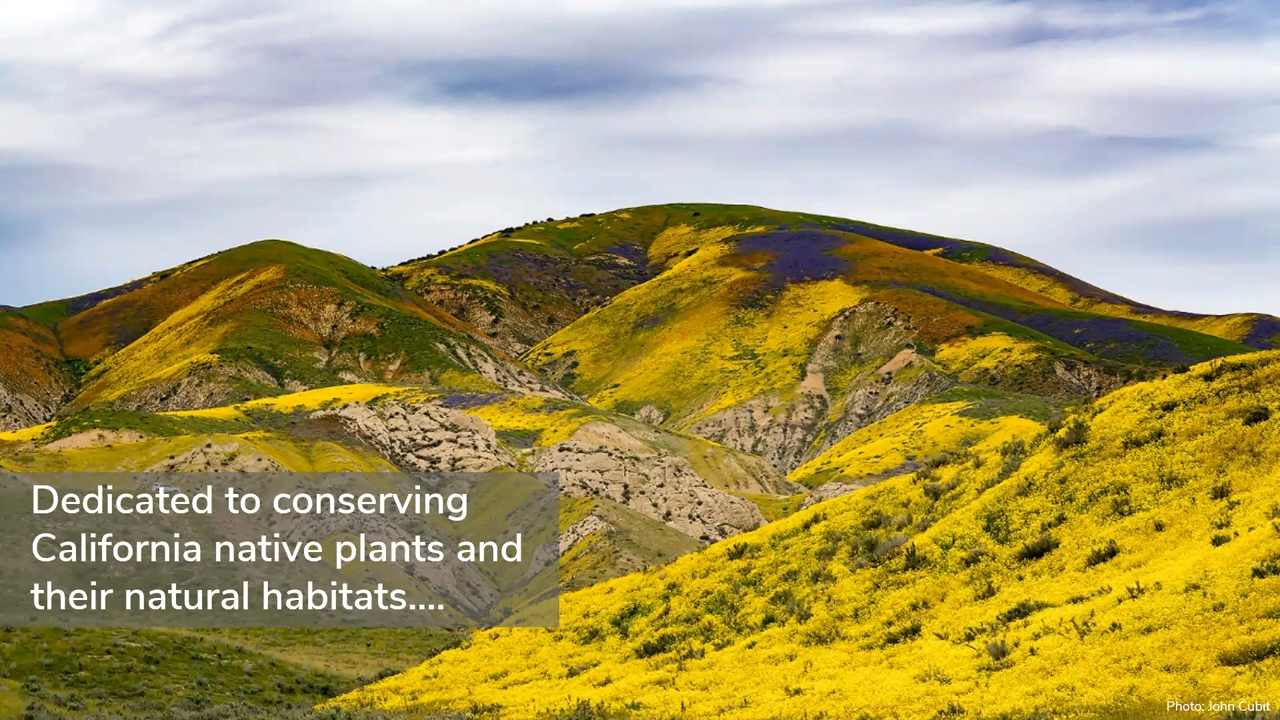 Dedicated to conserving
California native plants and
their natural habitats....
Photo: John Cubit